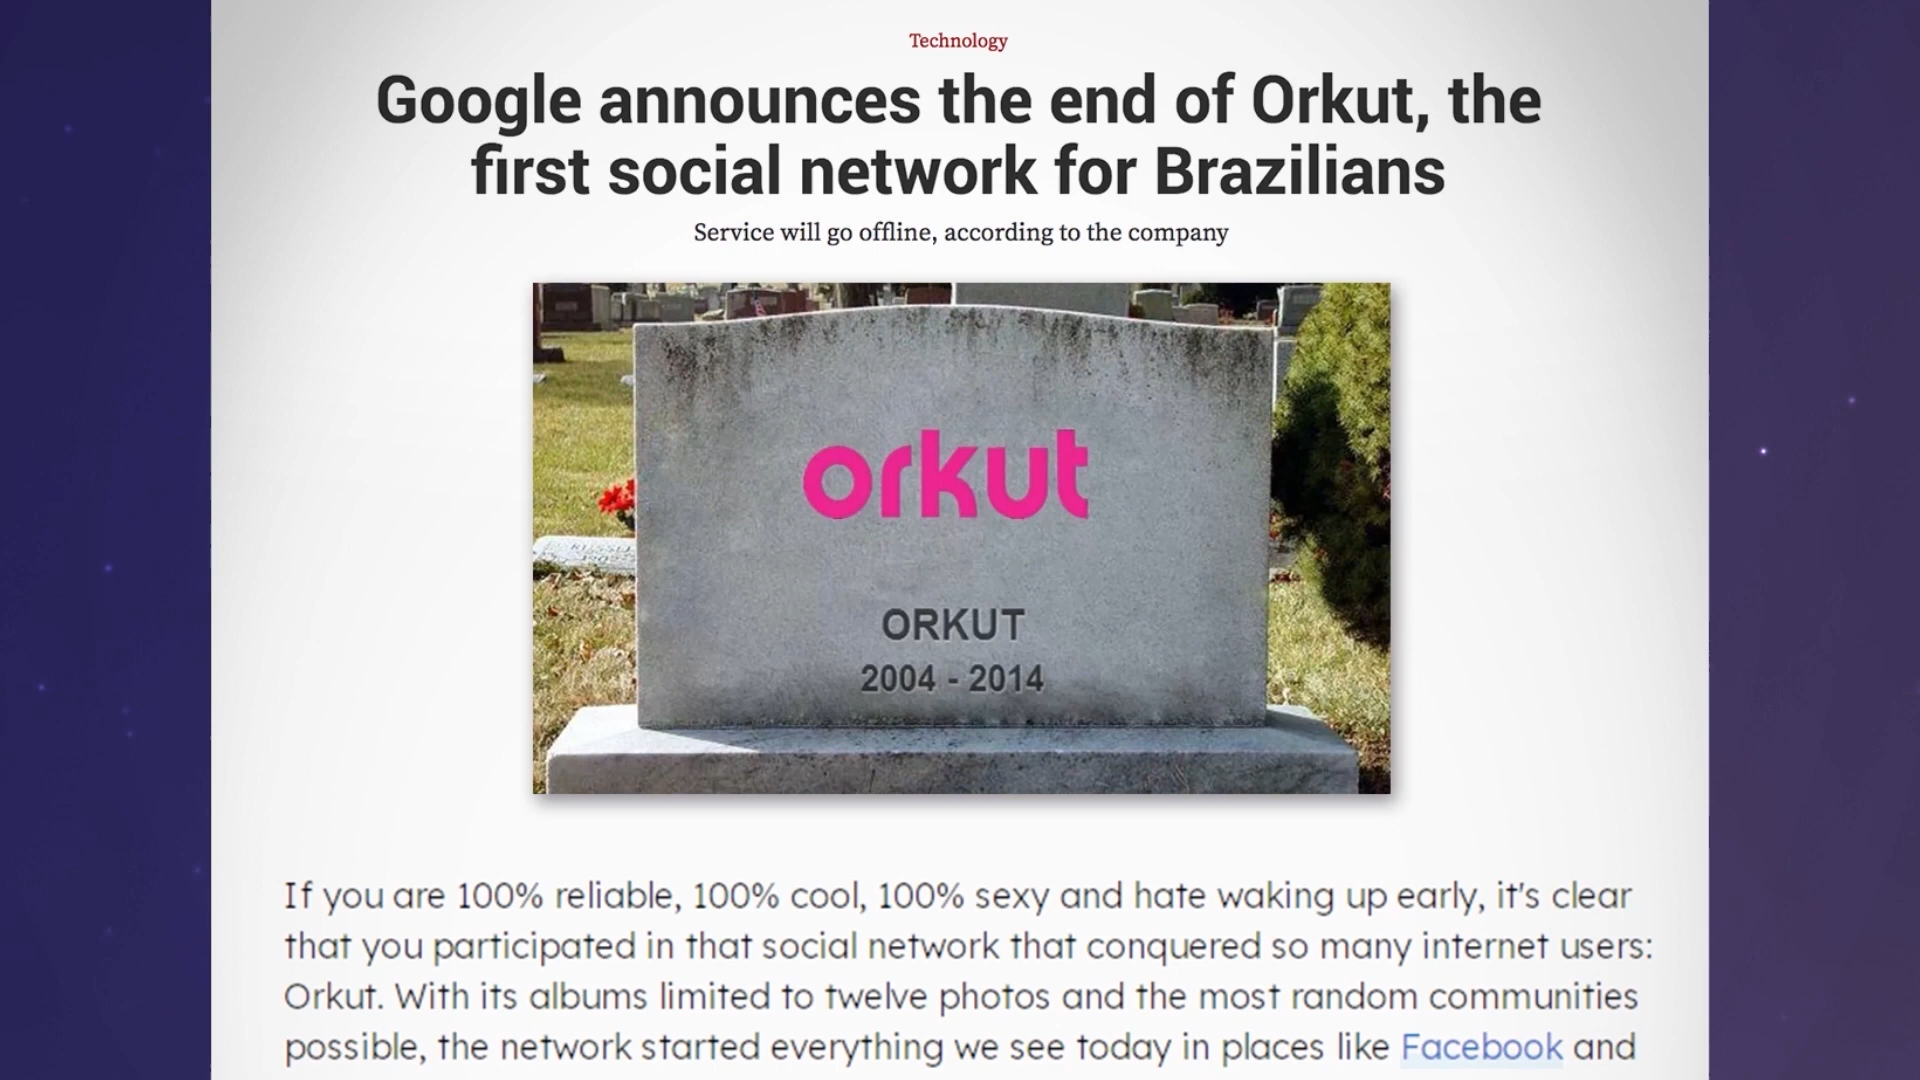 Technology
Google announces the end of Orkut, the
first social network for Brazilians
Service will go offline, according to the company
orkut
ORKUT
2004 - 2014
If you are 100% reliable, 100% cool, 100% sexy and hate waking up early, it's clear
that you participated in that social network that conquered so many internet users:
Orkut. With its albums limited to twelve photos and the most random communities
possible, the network started everything we see today in places like Facebook and